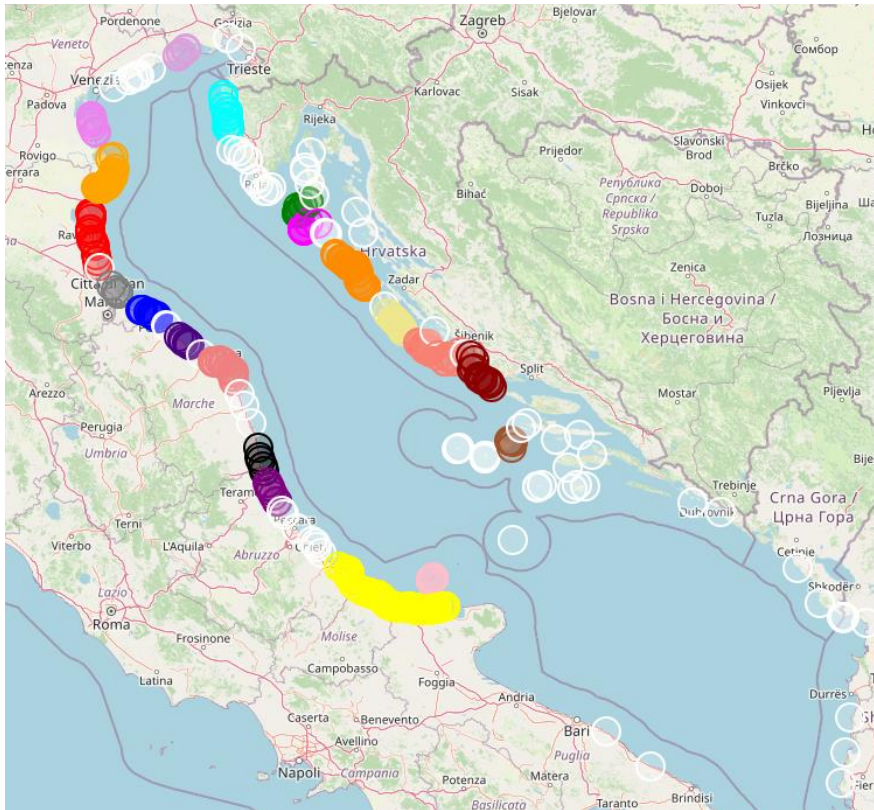 Pordenone
Gorizia
Zagreb
Bjelovar
Сомбор
Veneto
Trieste
Karlovac
Sisak
Osijek
Padova
Rijeka
Vinkovci
Rovigo
Slavonski
Brod
Prijedor
Brčko
Bihać
Doboj
Република
Српска /
Republika
Srpska
Bijeljina
Tuzla
Лозница
Hrvatska
Zadar
Zenica
Bosna i Hercegovina /
Босна и
Херцеговина
Šibenik
Split
Arezzo
Marche
Mostar
Pljevlja
Perugia
Umbria
Trebinje
Dubrovnik
Crna Gora /
Црна Гора
Terni
Viterbo
L'Aquila
Pescara
Chieti
Abruzzo
Cetinje
Shkodër
Lazio
Roma
Frosinone
Molise
Latina
Campobasso
Foggia
Durrës
Andria
Caserta
Benevento
Bari
Avellino
Puglia
Napoli
Campania
Potenza
Matera
Brindisi
Taranto
Basilicata